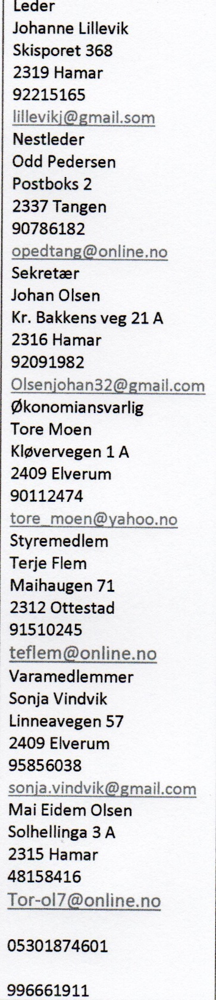 Leder
Johanne Lillevik
Skisporet 368
2319 Hamar
92215165
lillevikj@gmail.som
Nestleder
Odd Pedersen
Postboks 2
2337 Tangen
90786182
opedtang@online.no
Sekretær
Johan Olsen
Kr. Bakkens veg 21 A
2316 Hamar
92091982
Olsenjohan32@gmail.com
Økonomiansvarlig
Tore Moen
Kløvervegen 1 A
2409 Elverum
90112474
tore_moen@yahoo.no
Styremedlem
Terje Flem
Maihaugen 71
2312 Ottestad
91510245
teflem@online.no
Varamedlemmer
Sonja Vindvik
Linneavegen 57
2409 Elverum
95856038
sonja.vindvik@gmail.com
Mai Eidem Olsen
Solhellinga 3 A
2315 Hamar
48158416
Tor-ol7@online.no
05301874601
996661911